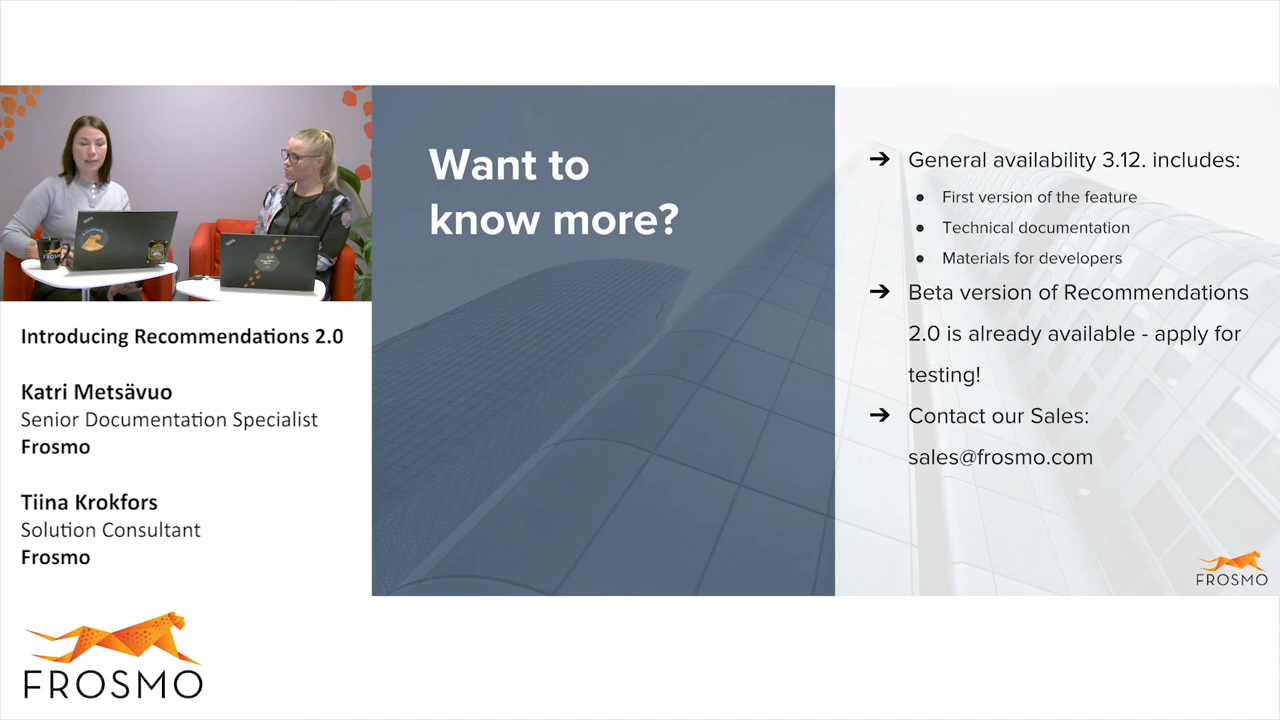 Introducing Recommendations 2.0
Katri Metsävuo
Senior Documentation Specialist
Frosmo
Tiina Krokfors
Solution Consultant
Frosmo
FROSMO
Want to
know more?
➔ General availability 3.12. includes:
● First version of the feature
● Technical documentation
● Materials for developers
➔ Beta version of Recommendations
2.0 is already available - apply for
testing!
➔ Contact our Sales:
sales@frosmo.com
FROSMO